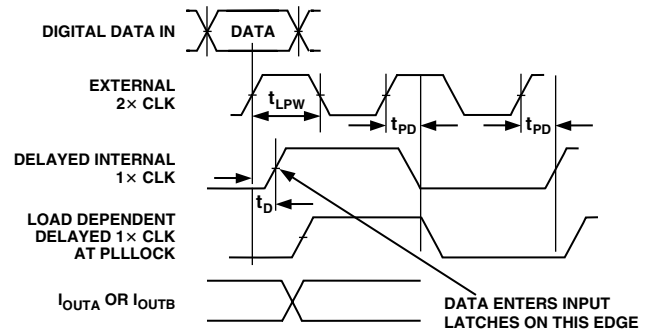 DIGITAL DATA IN
DATA
EXTERNAL
2× CLK
tLPW
tPD
tPD
DELAYED INTERNAL
1× CLK
tD
LOAD DEPENDENT
DELAYED 1× CLK
AT PLLLOCK
IOUTA OR IOUTB
DATA ENTERS INPUT
LATCHES ON THIS EDGE